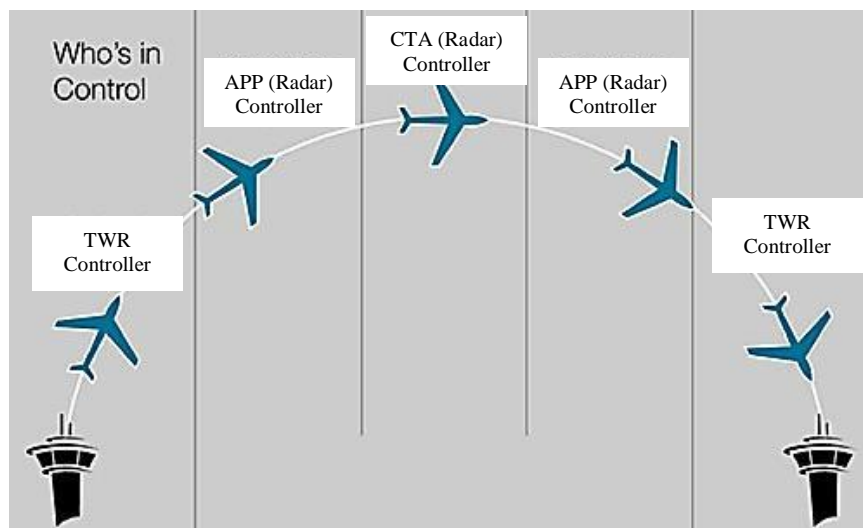 Who's in
Control
APP (Radar)
Controller
CTA (Radar)
Controller
APP (Radar)
Controller
TWR
Controller
TWR
Controller